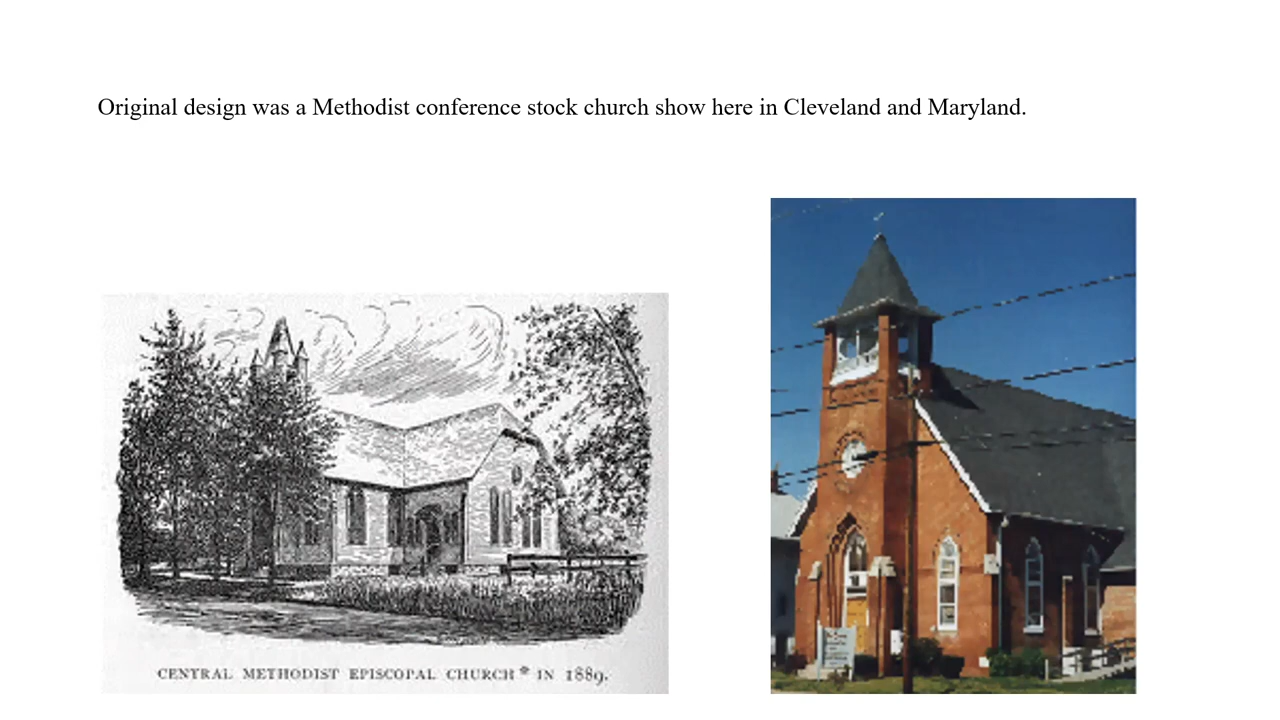 Original design was a Methodist conference stock church show here in Cleveland and Maryland.
CENTRAL METHODIST EPISCOPAL CHURCH * IN 1889.